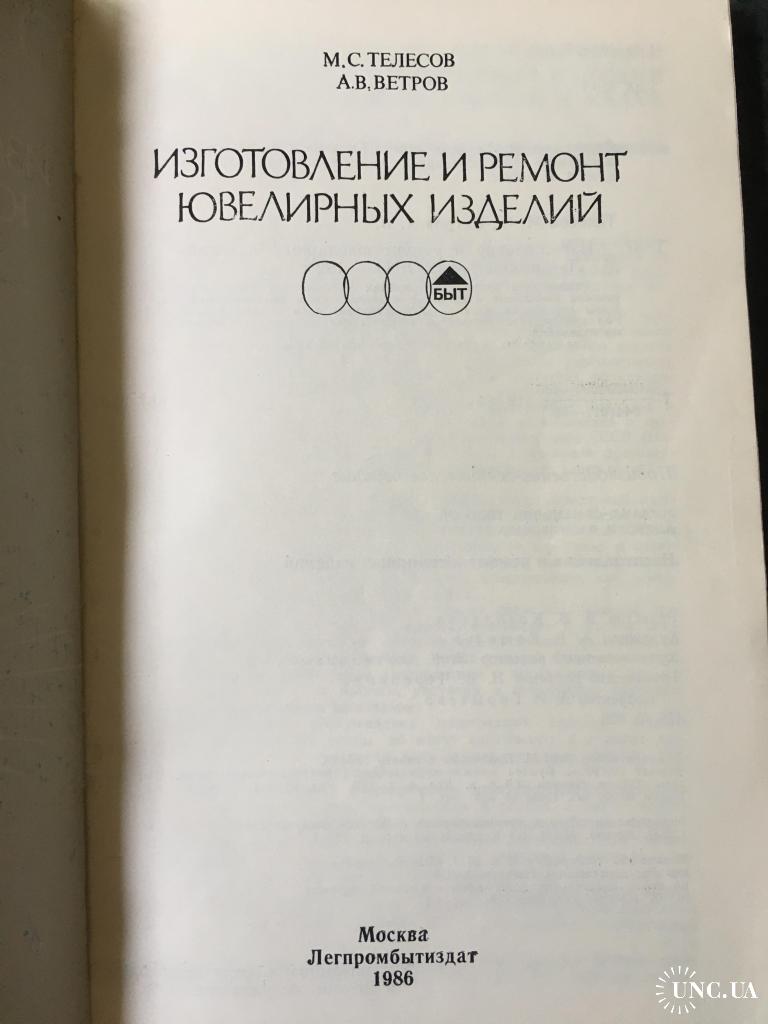 М.С.ТЕЛЕСОВ
А.В.ВЕТРОВ
ИЗГОТОВЛЕНИЕ И РЕМОНТ
ЮВЕЛИРНЫХ ИЗДЕЛИЙ
БЫТ
Москва
Легпромбытиздат
1986
UNC.UA